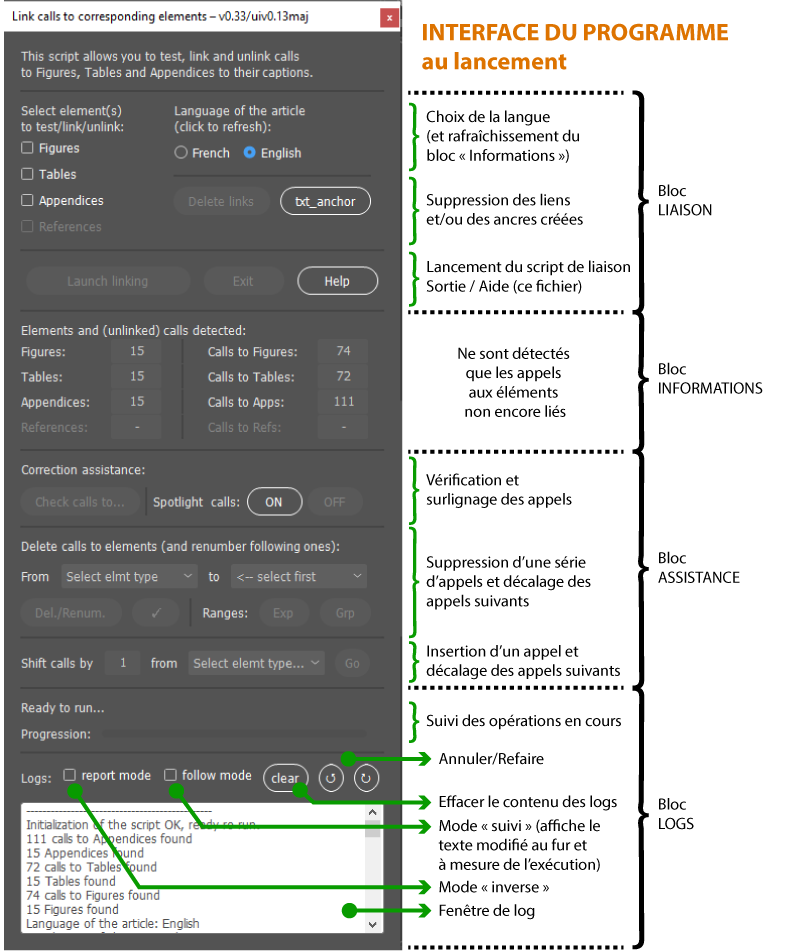 Link calls to corresponding elements – v0.33/uiv0.13maj
x
INTERFACE DU PROGRAMME
au lancement
This script allows you to test, link and unlink calls
to Figures, Tables and Appendices to their captions.
Select element(s)
to test/link/unlink:
Figures
Tables
Appendices
References
Language of the article
(click to refresh):
French English
Delete links txt_anchor
Launch linking Exit Help
Elements and (unlinked) calls detected:
Figures: 15 Calls to Figures: 74
Tables: 15 Calls to Tables: 72
Appendices: 15 Calls to Apps: 111
References: - Calls to Refs: -
Correction assistance:
Check calls to... Spotlight calls: ON OFF
Delete calls to elements (and renumber following ones):
From Select elmt type to <-- select first
Del./Renum. ✓ Ranges: Exp Grp
Shift calls by 1 from Select elemt type... Go
Ready to run...
Progression:
Logs: report mode follow mode clear ↺ ↻
------------------------------------------------
Initialization of the script OK, ready ro run.
111 calls to Appendices found
15 Appendices found
72 calls to Tables found
15 Tables found
74 calls to Figures found
15 Figures found
Language of the article: English
Choix de la langue
(et rafraîchissement du
bloc « Informations »)
Suppression des liens
et/ou des ancres créées
Lancement du script de liaison
Sortie / Aide (ce fichier)
Bloc
LIAISON
Ne sont détectés
que les appels
aux éléments
non encore liés
Bloc
INFORMATIONS
Vérification et
surlignage des appels
Suppression d’une série
d’appels et décalage des
appels suivants
Insertion d’un appel et
décalage des appels suivants
Bloc
ASSISTANCE
Suivi des opérations en cours
Annuler/Refaire
Effacer le contenu des logs
Mode « suivi » (affiche le
texte modifié au fur et
à mesure de l’exécution)
Mode « inverse »
Fenêtre de log
Bloc
LOGS